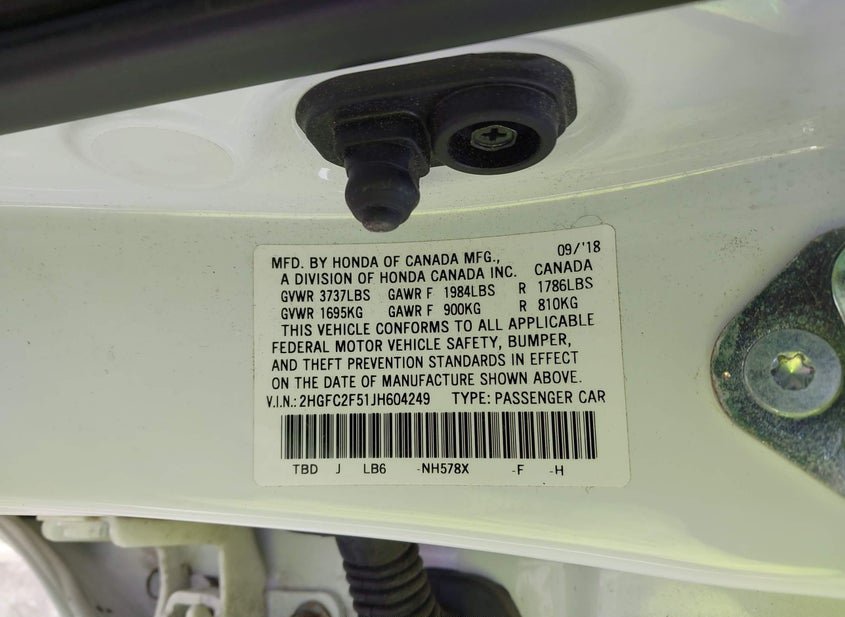 MFD. BY HONDA OF CANADA MFG., 09/'18
A DIVISION OF HONDA CANADA INC. CANADA
GVWR 3737LBS GAWR F 1984LBS R 1786LBS
GVWR 1695KG GAWR F 900KG R 810KG
THIS VEHICLE CONFORMS TO ALL APPLICABLE
FEDERAL MOTOR VEHICLE SAFETY, BUMPER,
AND THEFT PREVENTION STANDARDS IN EFFECT
ON THE DATE OF MANUFACTURE SHOWN ABOVE.
V.I.N.: 2HGFC2F51JH604249 TYPE: PASSENGER CAR
TBD J LB6 -NH578X -F -H